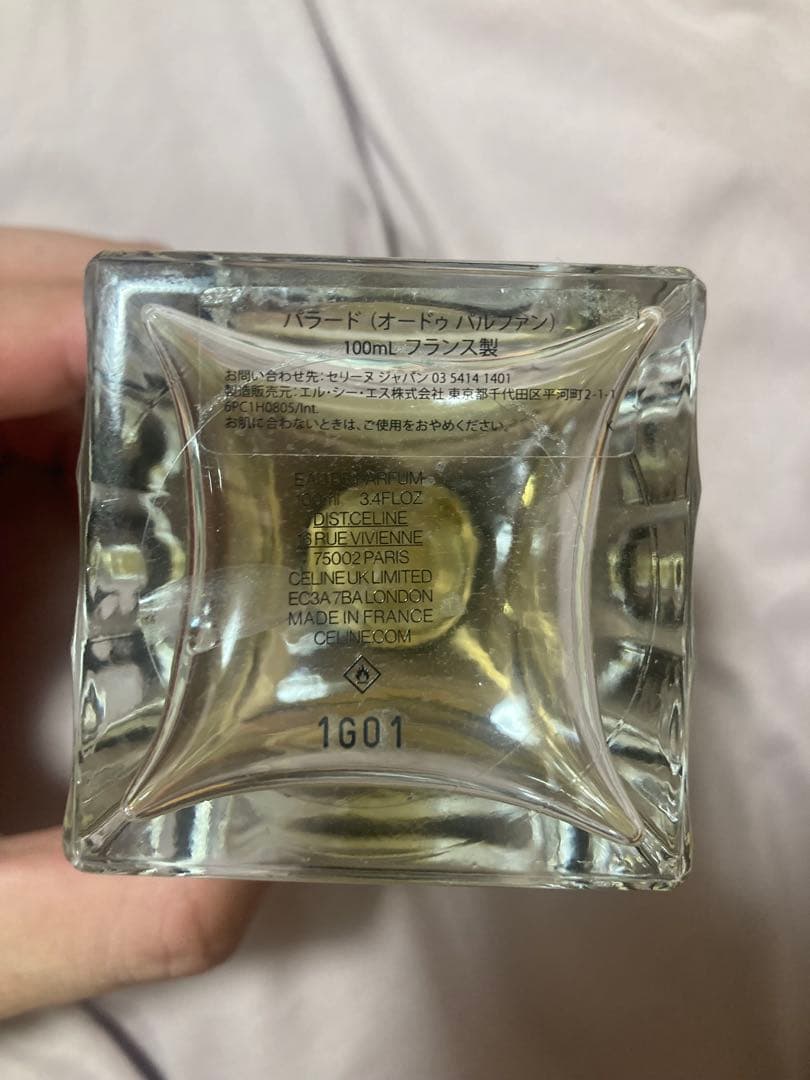 パラード (オードゥ パルファン)
100mL フランス製
お問い合わせ先: セリーヌ ジャパン 03 5414 1401
製造販売元: エル・シー・エス株式会社 東京都千代田区平河町2-1-1
6PC1H0805/Int.
お肌に合わないときは、ご使用をおやめください。 K
EAU DE PARFUM
100ml 3.4FLOZ
DIST.CELINE
16 RUE VIVIENNE
75002 PARIS
CELINE UK LIMITED
EC3A 7BA LONDON
MADE IN FRANCE
CELINE.COM
1G01